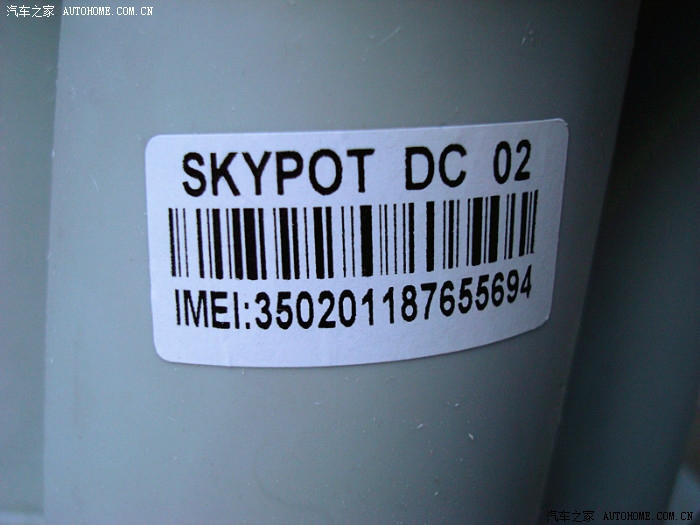 汽车之家 AUTOHOME.COM.CN
SKYPOT DC 02
IMEI:350201187655694
汽车之家 AUTOHOME.COM.CN